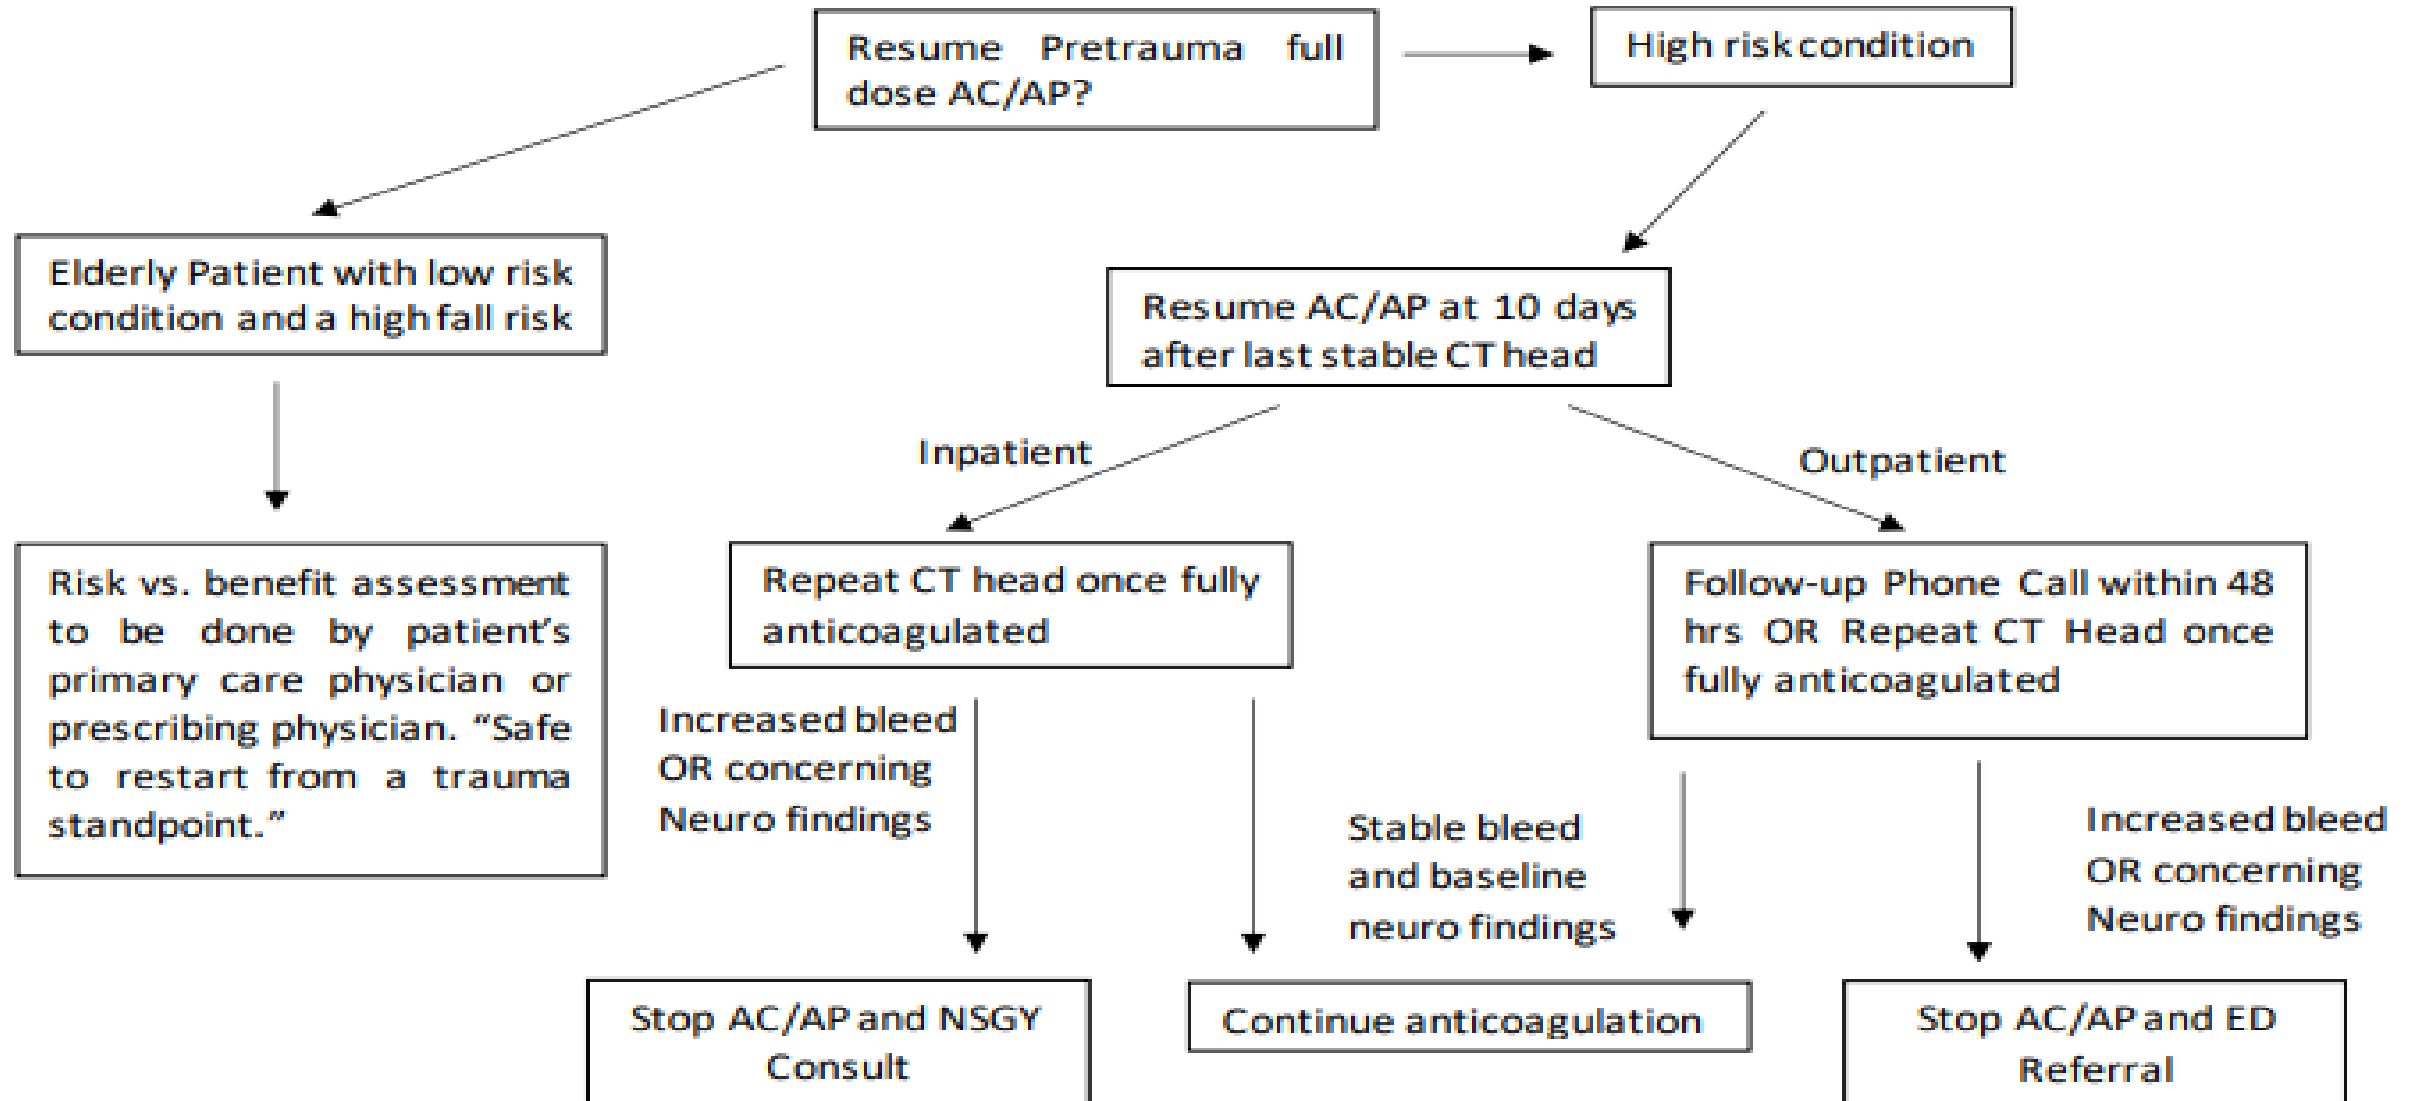 Resume Pretrauma full
dose AC/AP?
High risk condition
Elderly Patient with low risk
condition and a high fall risk
Resume AC/AP at 10 days
after last stable CT head
Inpatient
Outpatient
Risk vs. benefit assessment
to be done by patient's
primary care physician or
prescribing physician. “Safe
to restart from a trauma
standpoint.”
Repeat CT head once fully
anticoagulated
Follow-up Phone Call within 48
hrs OR Repeat CT Head once
fully anticoagulated
Increased bleed
OR concerning
Neuro findings
Stable bleed
and baseline
neuro findings
Increased bleed
OR concerning
Neuro findings
Stop AC/AP and NSGY
Consult
Continue anticoagulation
Stop AC/AP and ED
Referral